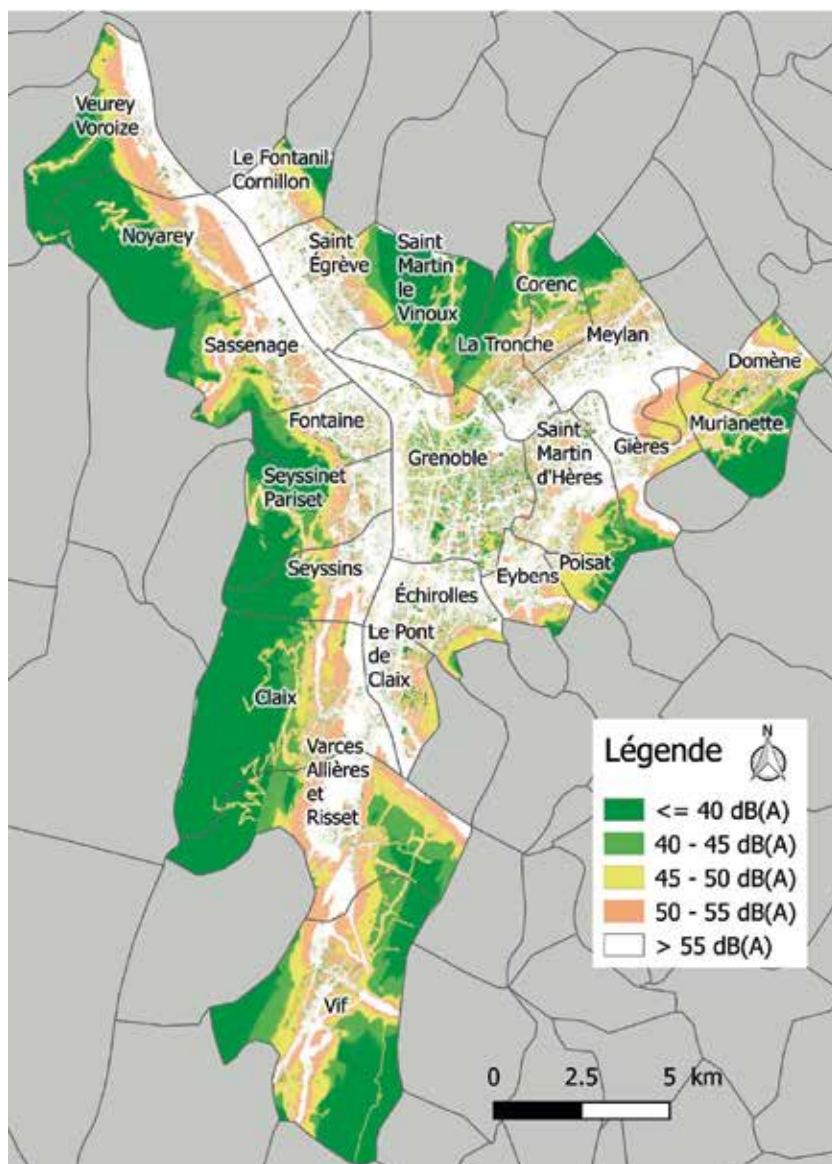 Veurey
Voroize
Le Fontanil
Cornillon
Noyarey
Saint
Égrève
Saint
Martin
le
Vinoux
Corenc
La Tronche
Meylan
Domène
Sassenage
Murianette
Fontaine
Grenoble
Saint
Martin
d'Hères
Gières
Seyssinet
Pariset
Seyssins
Eybens
Poisat
Échirolles
Le Pont
de
Claix
Claix
Varces
Allières
et
Risset
Vif
Légende
N
<= 40 dB(A)
40 - 45 dB(A)
45 - 50 dB(A)
50 - 55 dB(A)
> 55 dB(A)
0 2.5 5 km